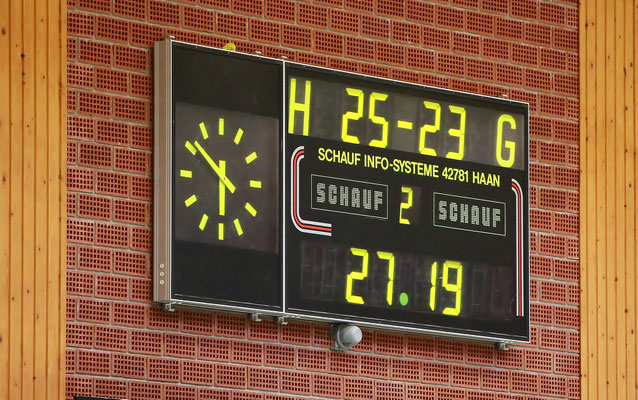 H 25-23 G
SCHAUF INFO-SYSTEME 42781 HAAN
SCHAUF 2 SCHAUF
27.19